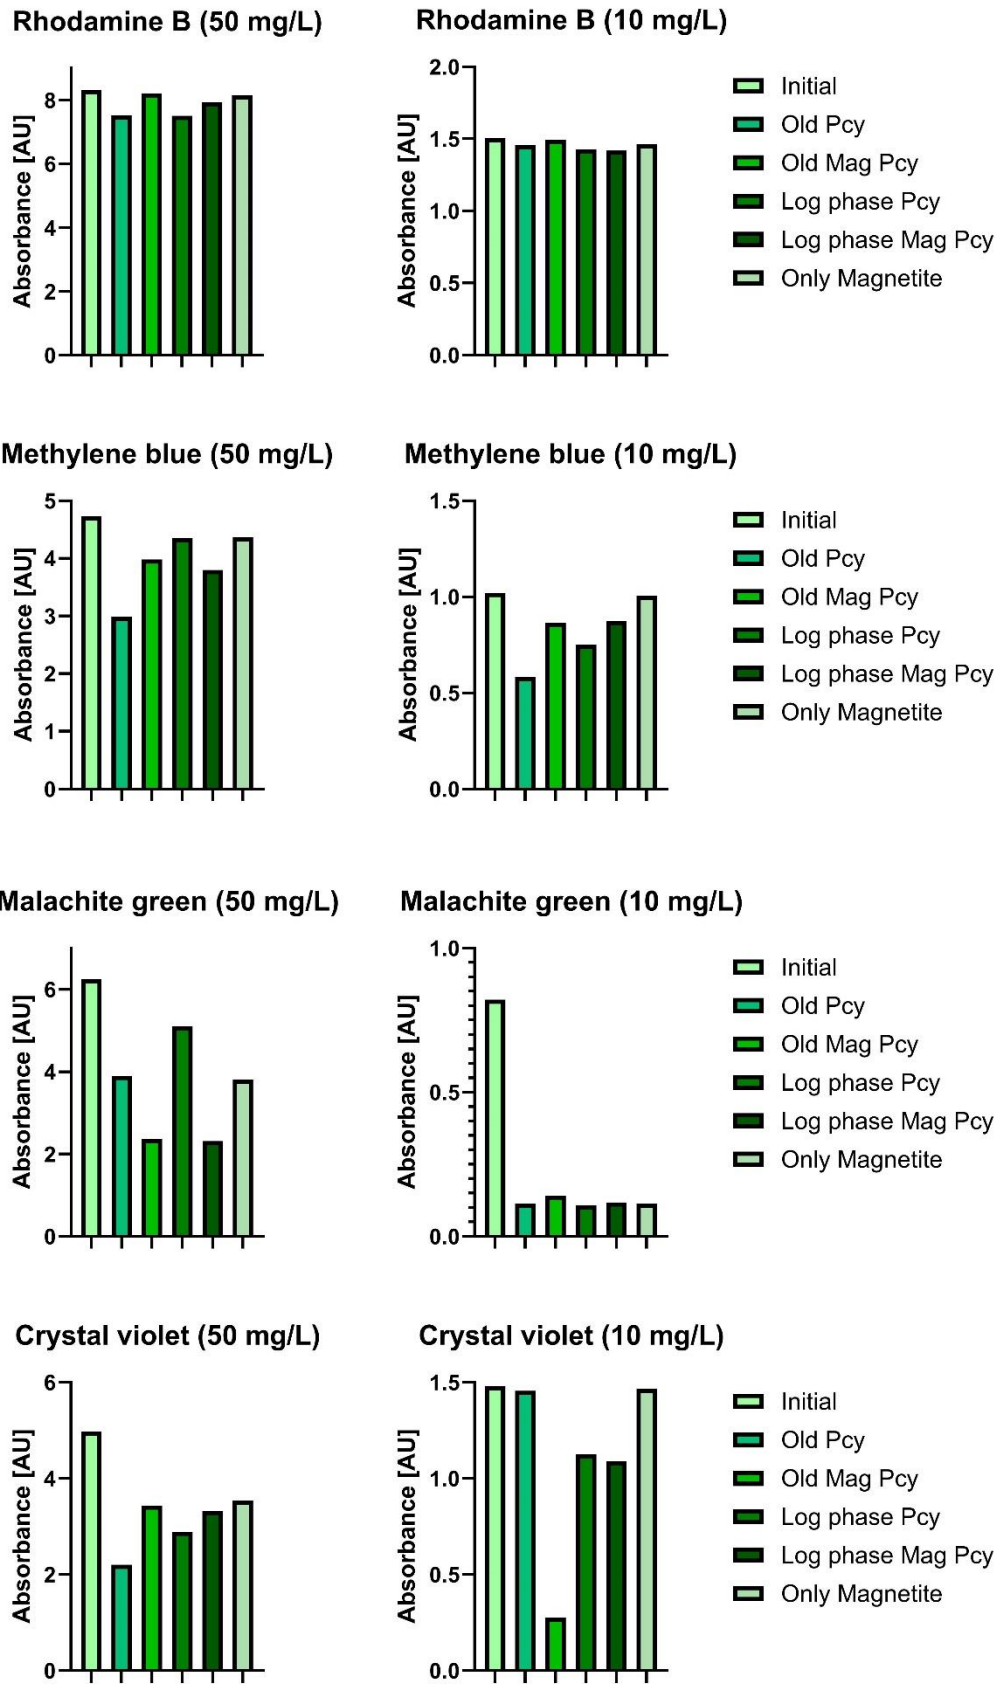 Rhodamine B (50 mg/L)
Absorbance [AU]
8
6
4
2
0
Rhodamine B (10 mg/L)
Absorbance [AU]
2.0
1.5
1.0
0.5
0.0
Initial
Old Pcy
Old Mag Pcy
Log phase Pcy
Log phase Mag Pcy
Only Magnetite
Methylene blue (50 mg/L)
Absorbance [AU]
5
4
3
2
1
0
Methylene blue (10 mg/L)
Absorbance [AU]
1.5
1.0
0.5
0.0
Initial
Old Pcy
Old Mag Pcy
Log phase Pcy
Log phase Mag Pcy
Only Magnetite
Malachite green (50 mg/L)
Absorbance [AU]
6
4
2
0
Malachite green (10 mg/L)
Absorbance [AU]
1.0
0.5
0.0
Initial
Old Pcy
Old Mag Pcy
Log phase Pcy
Log phase Mag Pcy
Only Magnetite
Crystal violet (50 mg/L)
Absorbance [AU]
6
4
2
0
Crystal violet (10 mg/L)
Absorbance [AU]
1.5
1.0
0.5
0.0
Initial
Old Pcy
Old Mag Pcy
Log phase Pcy
Log phase Mag Pcy
Only Magnetite